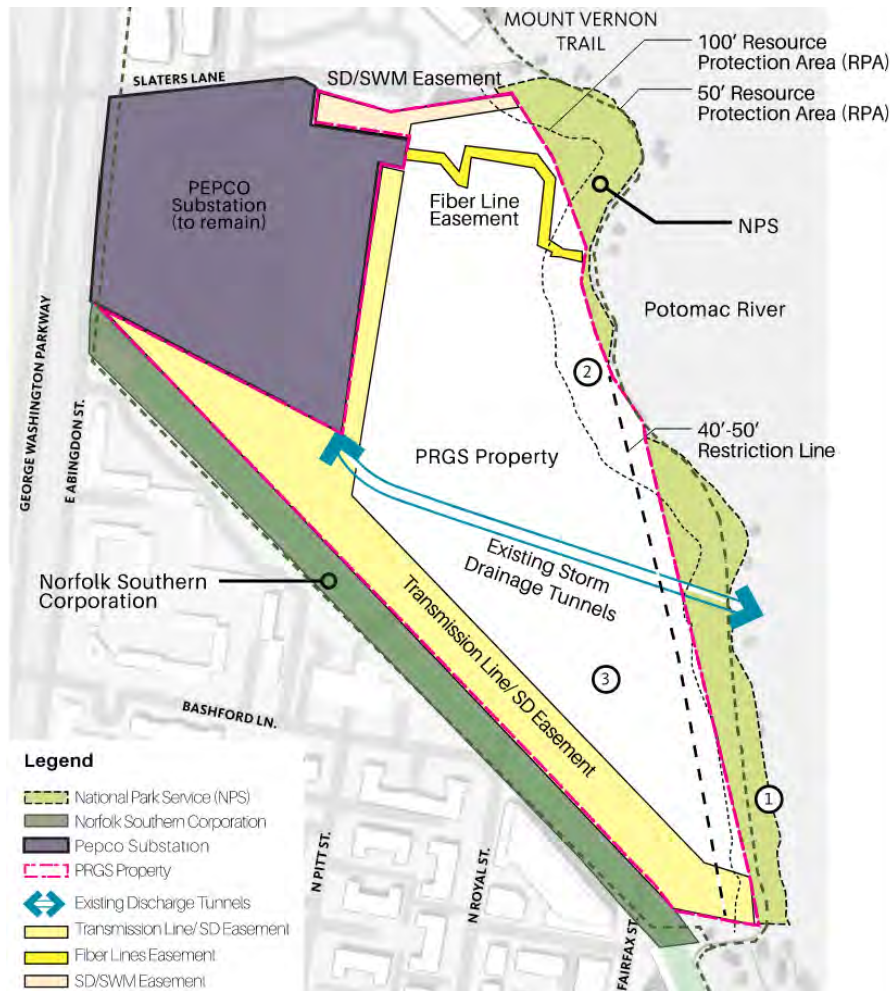 MOUNT VERNON
TRAIL
100' Resource
Protection Area (RPA)
50' Resource
Protection Area (RPA)
SLATERS LANE
SD/SWM Easement
PEPCO
Substation
(to remain)
Fiber Line
Easement
NPS
Potomac River
GEORGE WASHINGTON PARKWAY
E ABINGDON ST.
2
40'-50'
Restriction Line
PRGS Property
Existing Storm
Drainage Tunnels
Norfolk Southern
Corporation
Transmission Line/ SD Easement
3
BASHFORD LN.
1
N PITT ST.
N ROYAL ST.
FAIRFAX ST.
Legend
National Park Service (NPS)
Norfolk Southern Corporation
Pepco Substation
PRGS Property
Existing Discharge Tunnels
Transmission Line/ SD Easement
Fiber Lines Easement
SD/SWM Easement